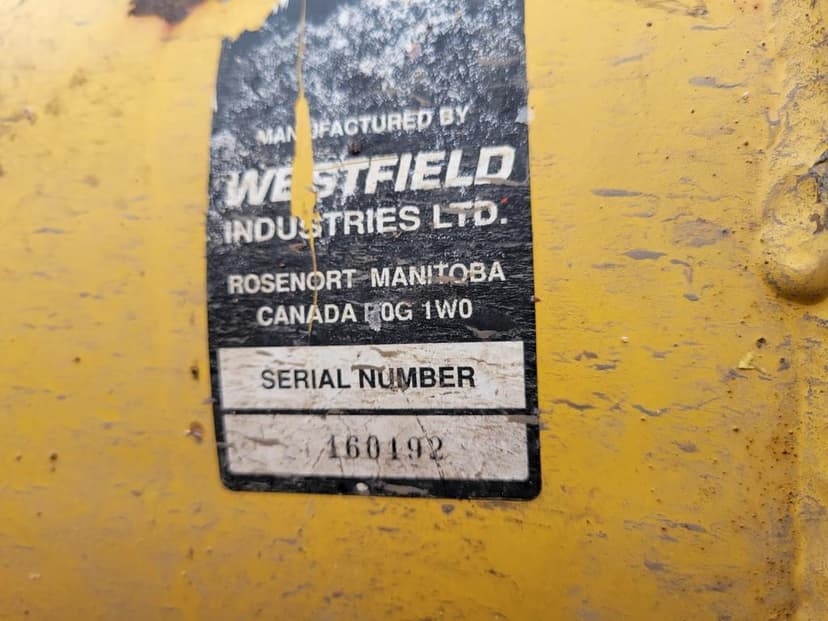 MANUFACTURED BY
WESTFIELD
INDUSTRIES LTD.
ROSENORT MANITOBA
CANADA R0G 1W0
SERIAL NUMBER
160192